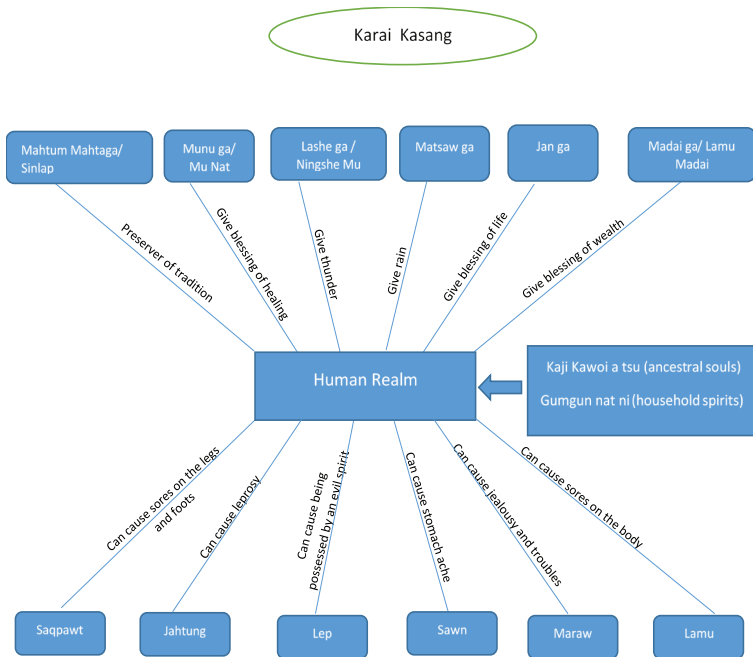 Karai Kasang
Mahtum Mahtaga/
Sinlap
Munu ga/
Mu Nat
Lashe ga /
Ningshe Mu
Matsaw ga
Jan ga
Madai ga/ Lamu
Madai
Preserver of tradition
Give blessing of healing
Give thunder
Give rain
Give blessing of life
Give blessing of wealth
Human Realm
Kaji Kawoi a tsu (ancestral souls)
Gumgun nat ni (household spirits)
Can cause sores on the legs
and foots
Can cause leprosy
Can cause being
possessed by an evil spirit
Can cause stomach ache
Can cause jealousy and troubles
Can cause sores on the body
Saqpawt
Jahtung
Lep
Sawn
Maraw
Lamu